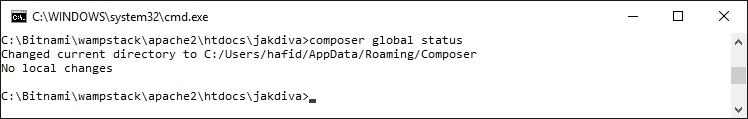 C:\WINDOWS\system32\cmd.exe
C:\Bitnami\wampstack\apache2\htdocs\jakdiva>composer global status
Changed current directory to C:/Users/hafid/AppData/Roaming/Composer
No local changes
C:\Bitnami\wampstack\apache2\htdocs\jakdiva>